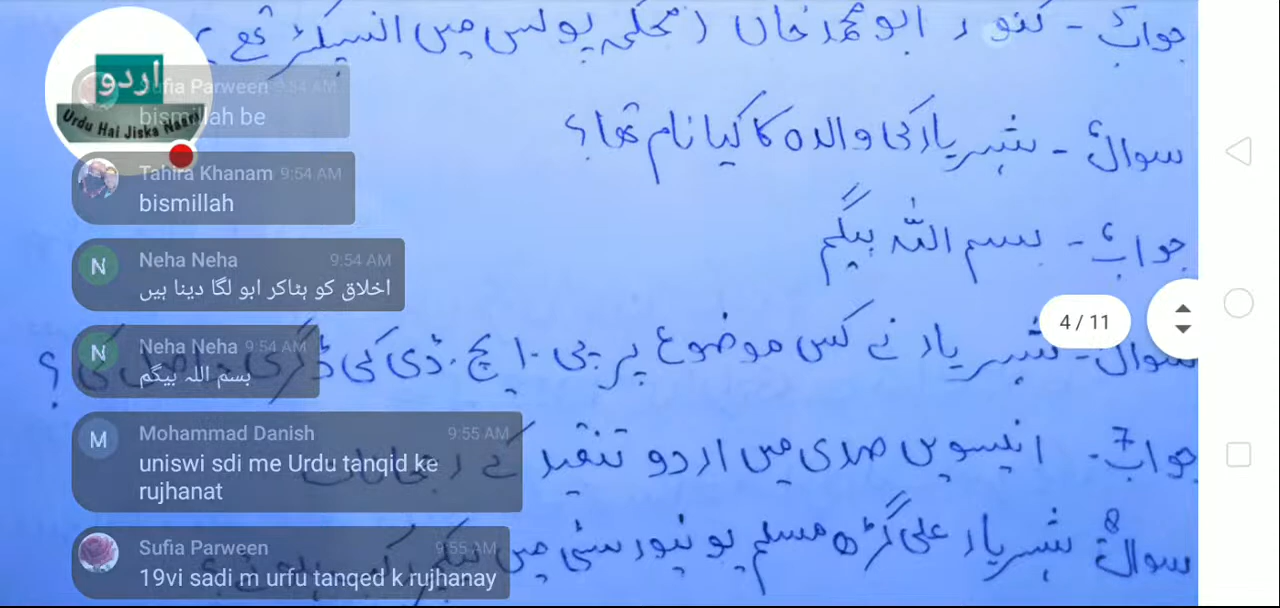 جواب - کنور ابو محمد خاں (محکمہ پولس میں انسپکٹر تھے)
سوال - شہریار کی والدہ کا کیا نام تھا؟
جواب - بسم اللہ بیگم
سوال - شہریار نے کس موضوع پر پی.ایچ.ڈی کی ڈگری حاصل کی؟
جواب 7 - انیسویں صدی میں اردو تنقید کے رجحانات
سوال 8 شہریار علی گڑھ مسلم یونیورسٹی میں لیکچرر کب
اردو
Urdu Hai Jiska Naam
Sufia Parween 9:54 AM
bismillah be
Tahira Khanam 9:54 AM
bismillah
N Neha Neha 9:54 AM
اخلاق کو ہٹاکر ابو لگا دینا ہیں
N Neha Neha 9:54 AM
بسم اللہ بیگم
M Mohammad Danish 9:55 AM
uniswi sdi me Urdu tanqid ke
rujhanat
Sufia Parween 9:55 AM
19vi sadi m urfu tanqed k rujhanay
4 / 11